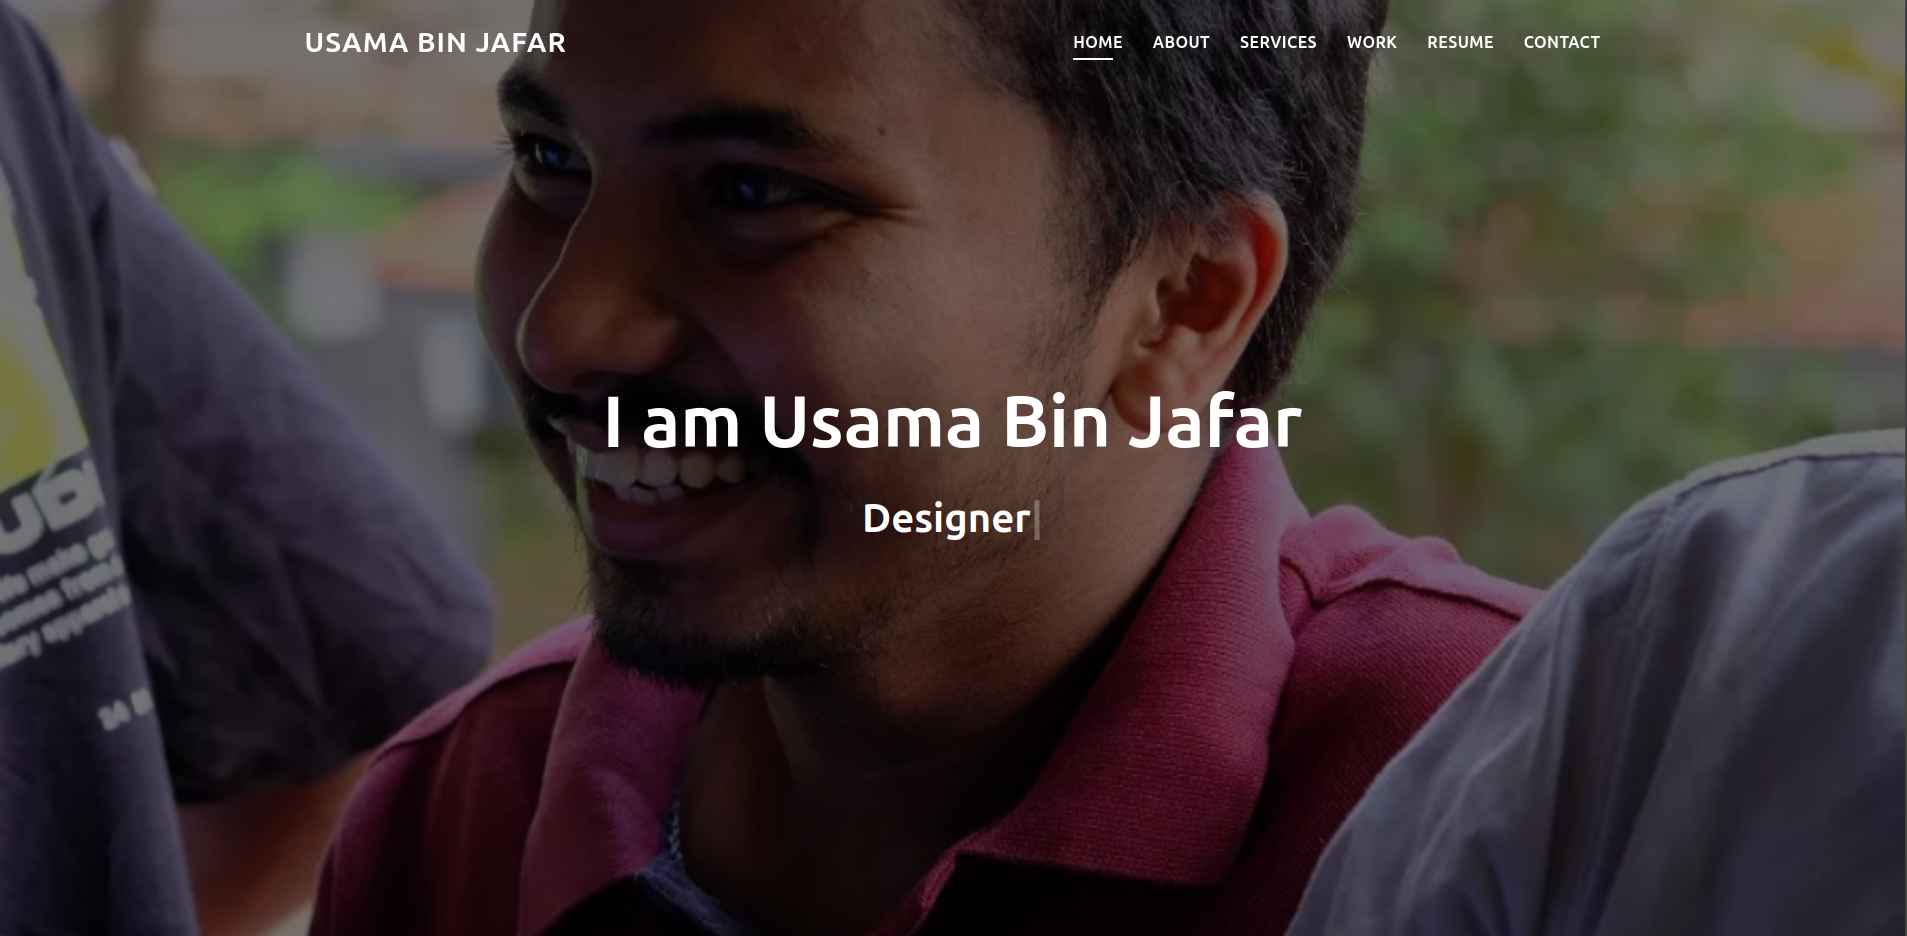 USAMA BIN JAFAR
HOME ABOUT SERVICES WORK RESUME CONTACT
I am Usama Bin Jafar
Designer